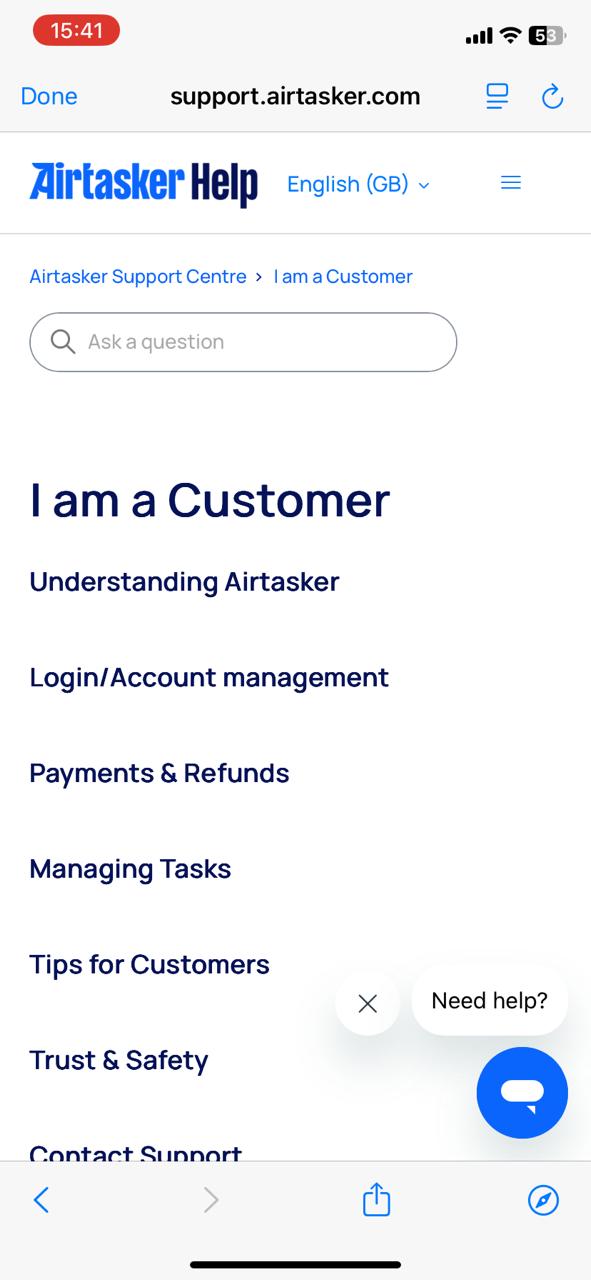 15:41
53
Done
support.airtasker.com
Airtasker Help
English (GB)
Airtasker Support Centre > I am a Customer
Ask a question
I am a Customer
Understanding Airtasker
Login/Account management
Payments & Refunds
Managing Tasks
Tips for Customers
Need help?
Trust & Safety
Contact Support